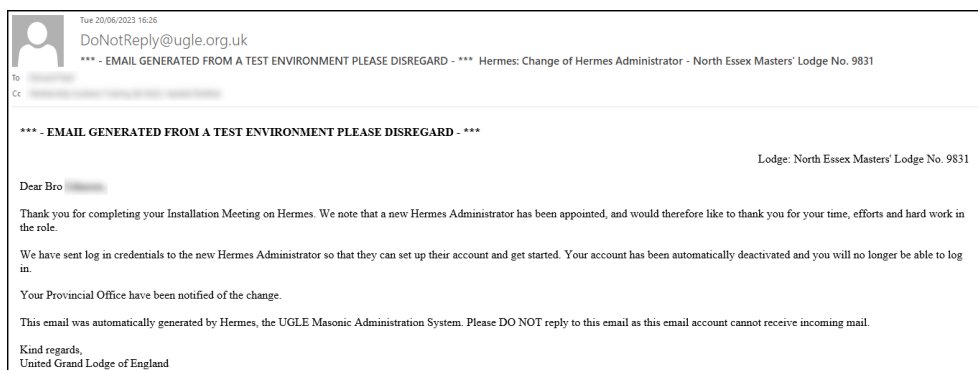 Tue 20/06/2023 16:26
DoNotReply@ugle.org.uk
*** - EMAIL GENERATED FROM A TEST ENVIRONMENT PLEASE DISREGARD - *** Hermes: Change of Hermes Administrator - North Essex Masters' Lodge No. 9831
To
Cc
*** - EMAIL GENERATED FROM A TEST ENVIRONMENT PLEASE DISREGARD - ***
Lodge: North Essex Masters' Lodge No. 9831
Dear Bro
Thank you for completing your Installation Meeting on Hermes. We note that a new Hermes Administrator has been appointed, and would therefore like to thank you for your time, efforts and hard work in
the role.
We have sent log in credentials to the new Hermes Administrator so that they can set up their account and get started. Your account has been automatically deactivated and you will no longer be able to log
in.
Your Provincial Office have been notified of the change.
This email was automatically generated by Hermes, the UGLE Masonic Administration System. Please DO NOT reply to this email as this email account cannot receive incoming mail.
Kind regards,
United Grand Lodge of England